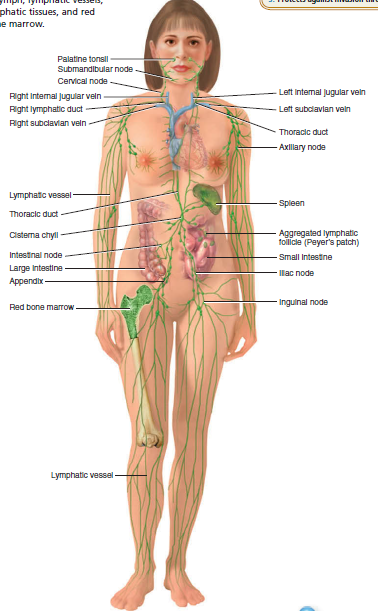 ymph, lymphatic vessels,
phatic tissues, and red
ne marrow.
Palatine tonsil
Submandibular node
Cervical node
Right internal jugular vein
Right lymphatic duct
Right subclavian vein
Left internal jugular vein
Left subclavian vein
Thoracic duct
Axillary node
Lymphatic vessel
Thoracic duct
Cisterna chyli
Intestinal node
Large intestine
Appendix
Red bone marrow
Spleen
Aggregated lymphatic
follicle (Peyer's patch)
Small intestine
Iliac node
Inguinal node
Lymphatic vessel